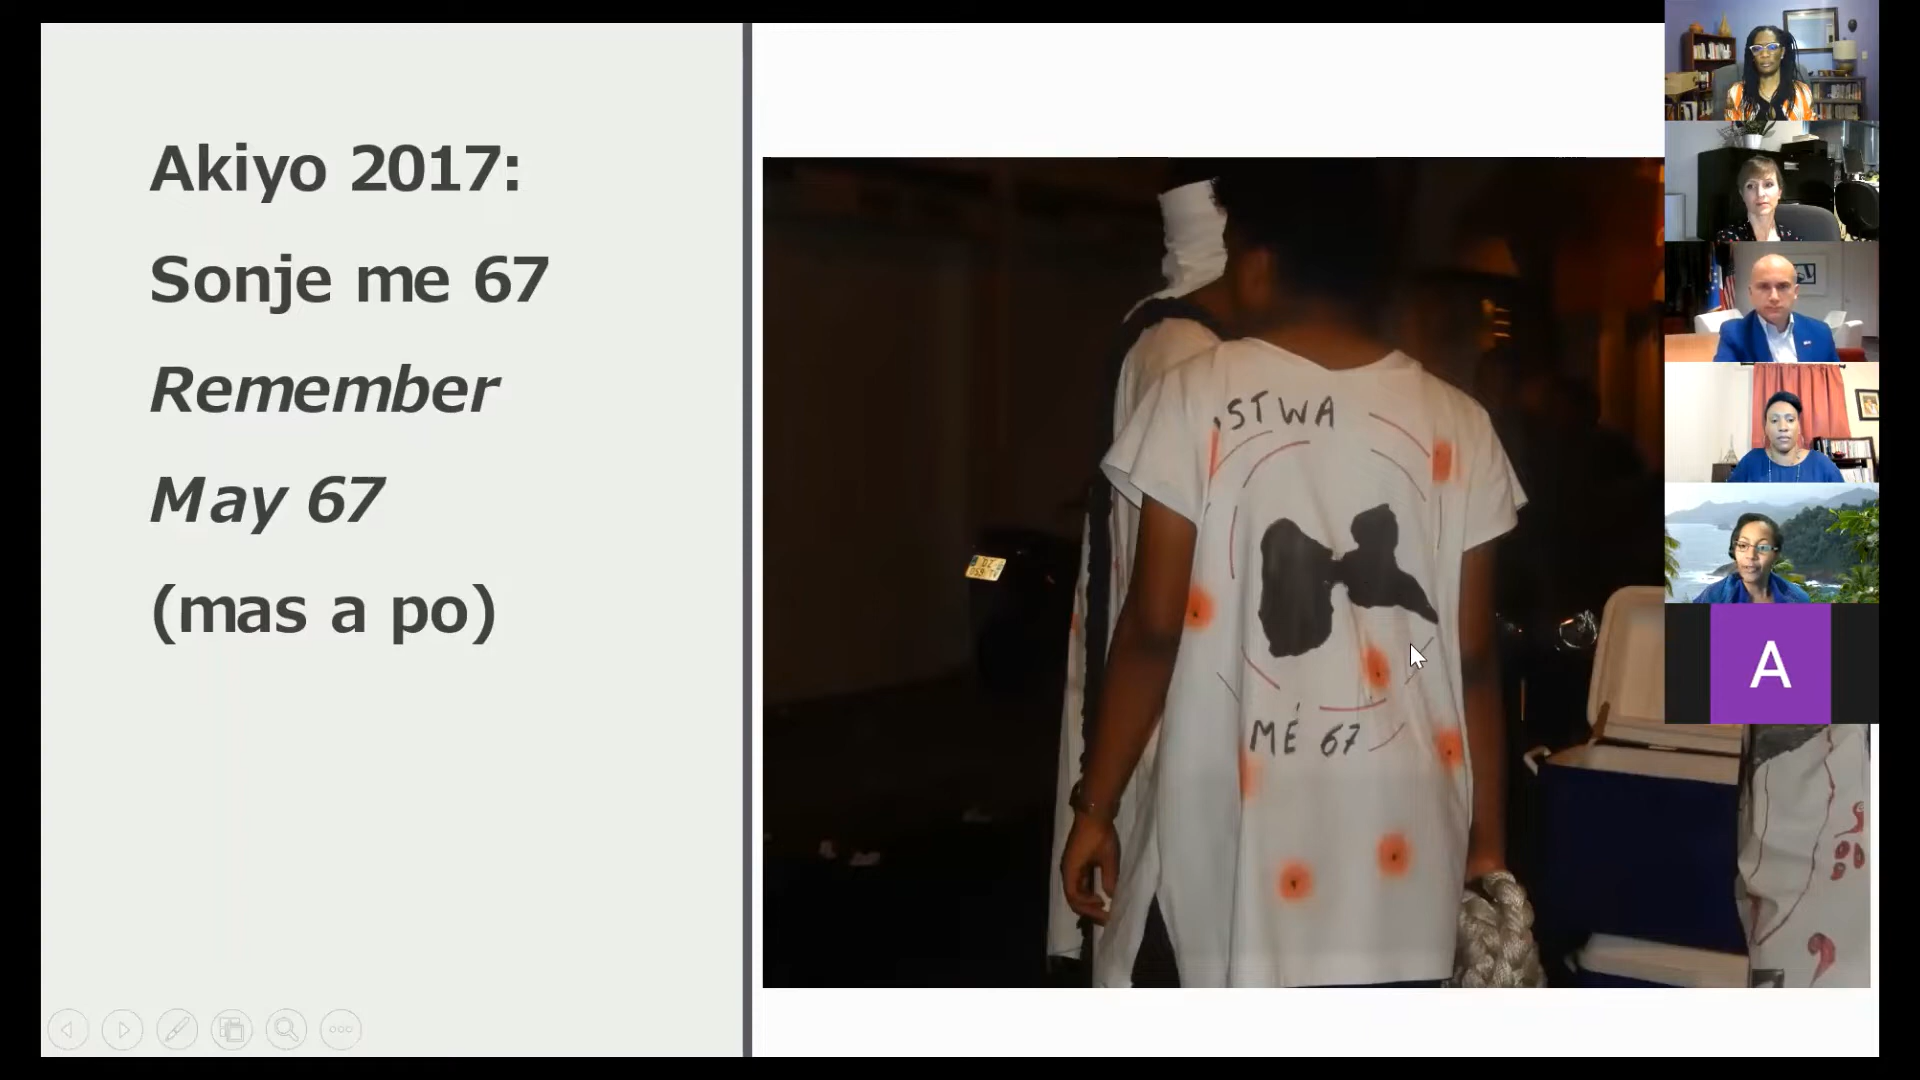 Akiyo 2017:
Sonje me 67
Remember
May 67
(mas a po)
ISTWA
MÉ 67
A